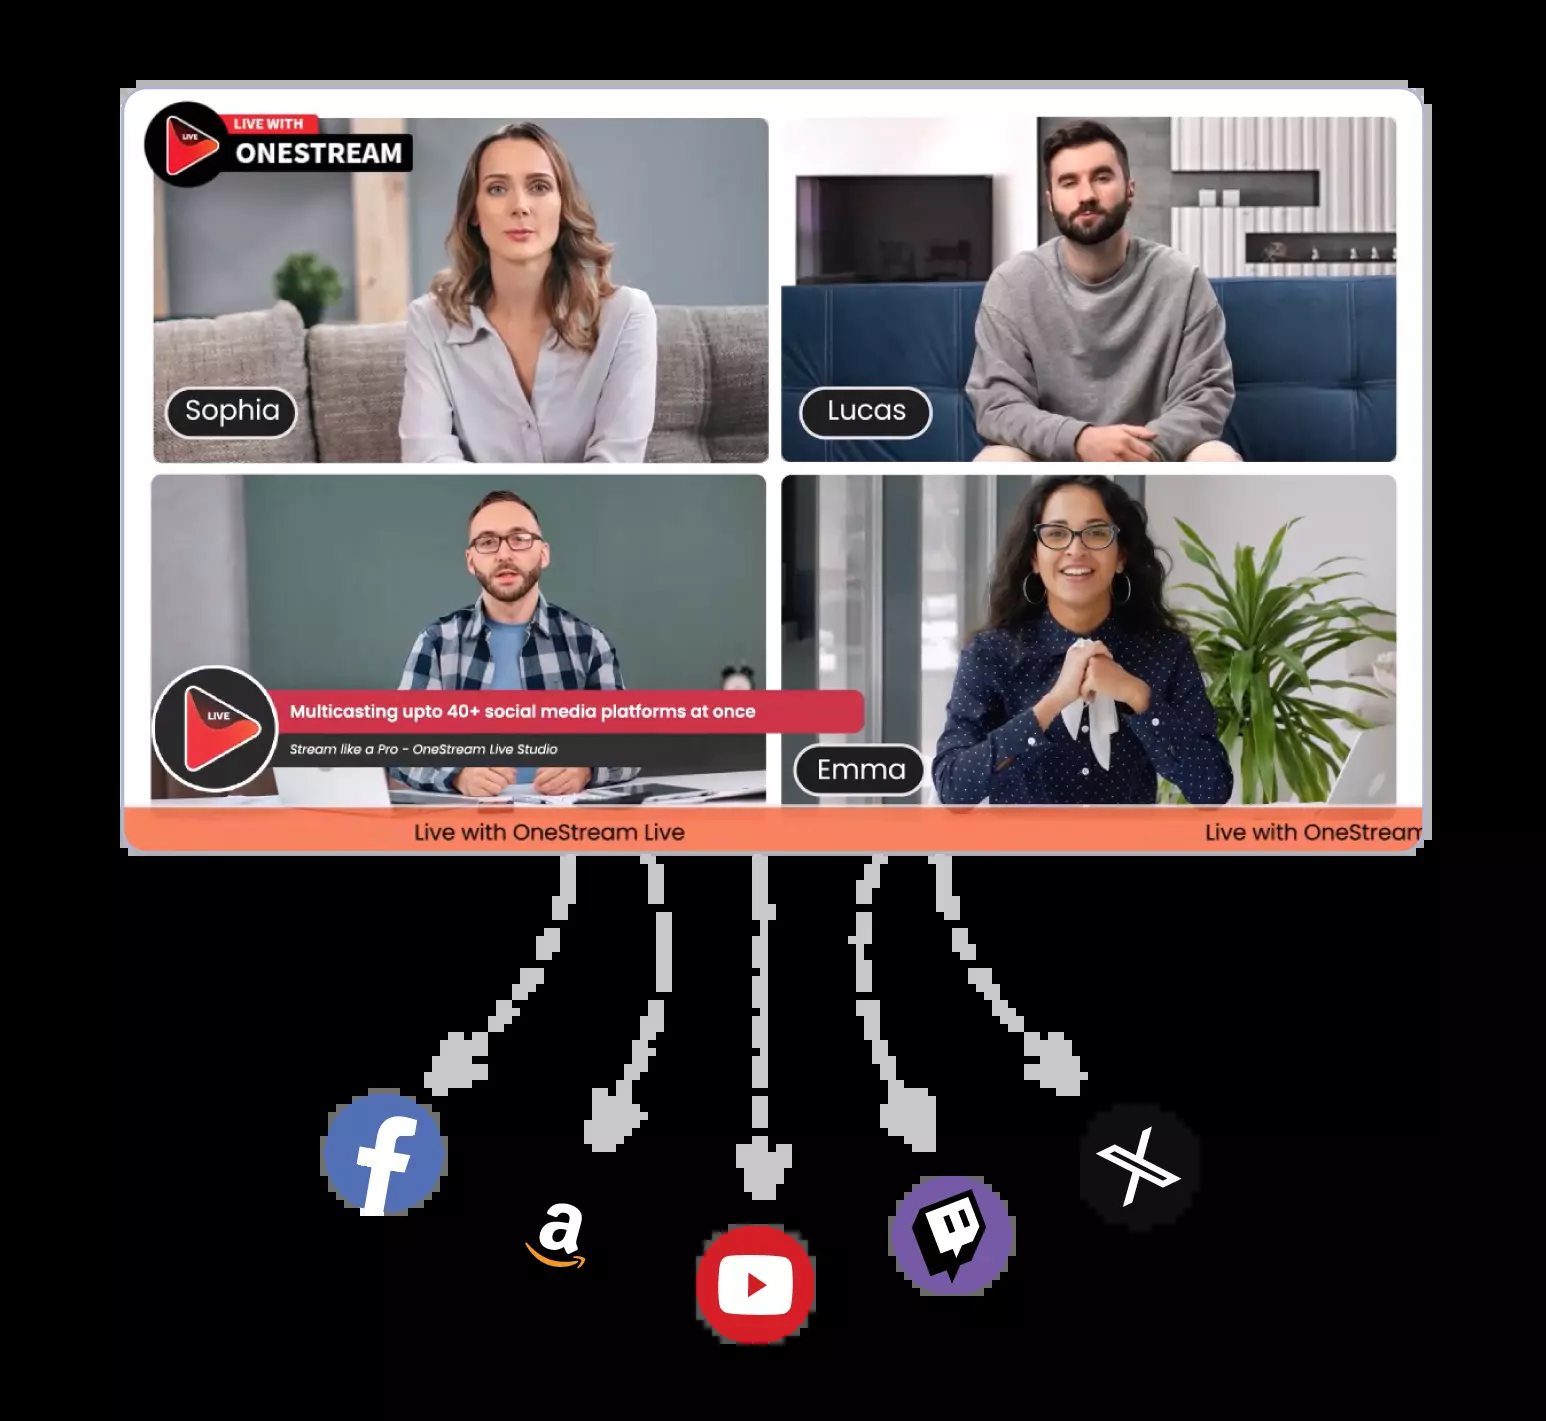 LIVE
LIVE WITH
ONESTREAM
Sophia
Lucas
LIVE
Multicasting upto 40+ social media platforms at once
Stream like a Pro - OneStream Live Studio
Emma
Live with OneStream Live
Live with OneStream